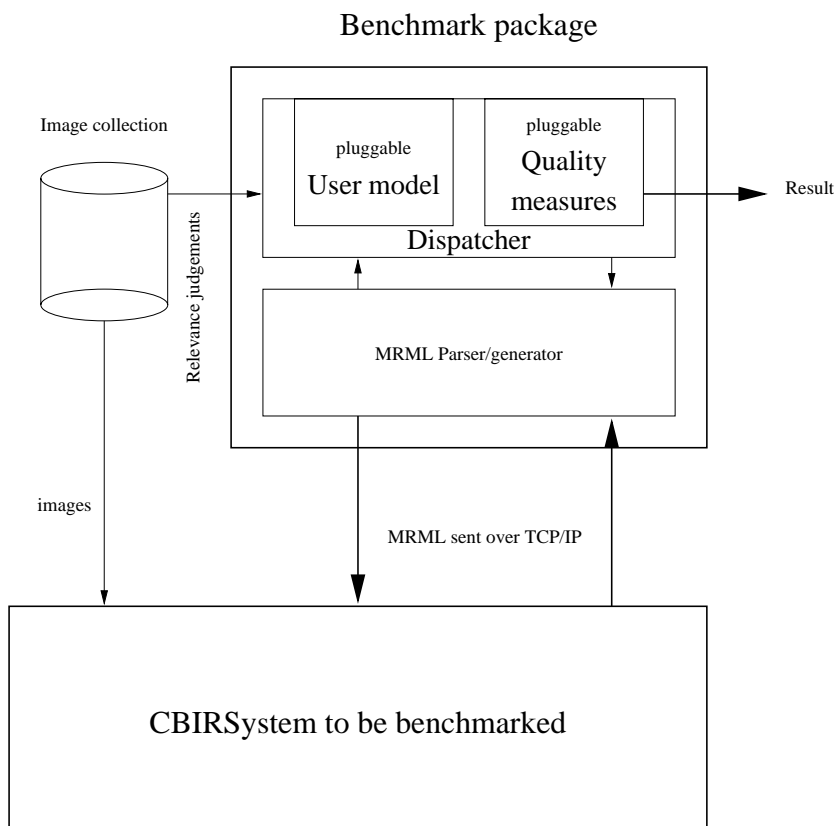 Benchmark package
Image collection
pluggable
User model
pluggable
Quality
measures
Result
Dispatcher
Relevance judgements
MRML Parser/generator
images
MRML sent over TCP/IP
CBIRSystem to be benchmarked